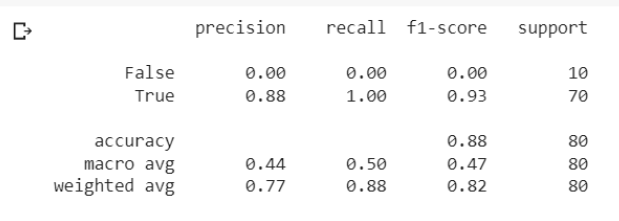 precision recall f1-score support
False 0.00 0.00 0.00 10
True 0.88 1.00 0.93 70
accuracy 0.88 80
macro avg 0.44 0.50 0.47 80
weighted avg 0.77 0.88 0.82 80